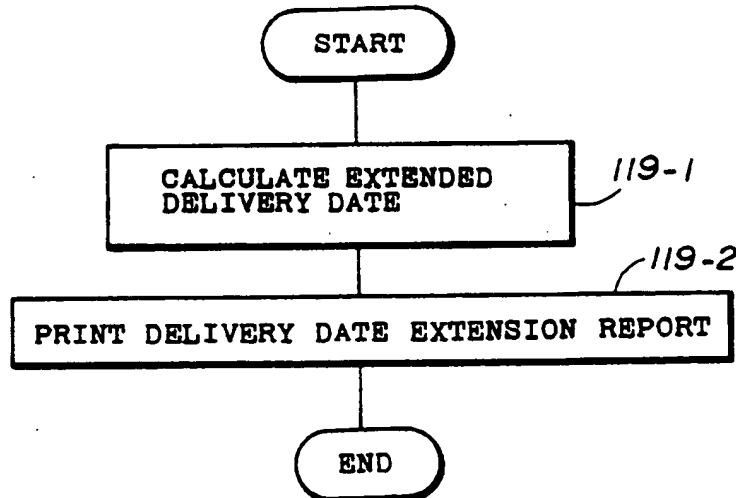 START
CALCULATE EXTENDED
DELIVERY DATE
119-1
119-2
PRINT DELIVERY DATE EXTENSION REPORT
END